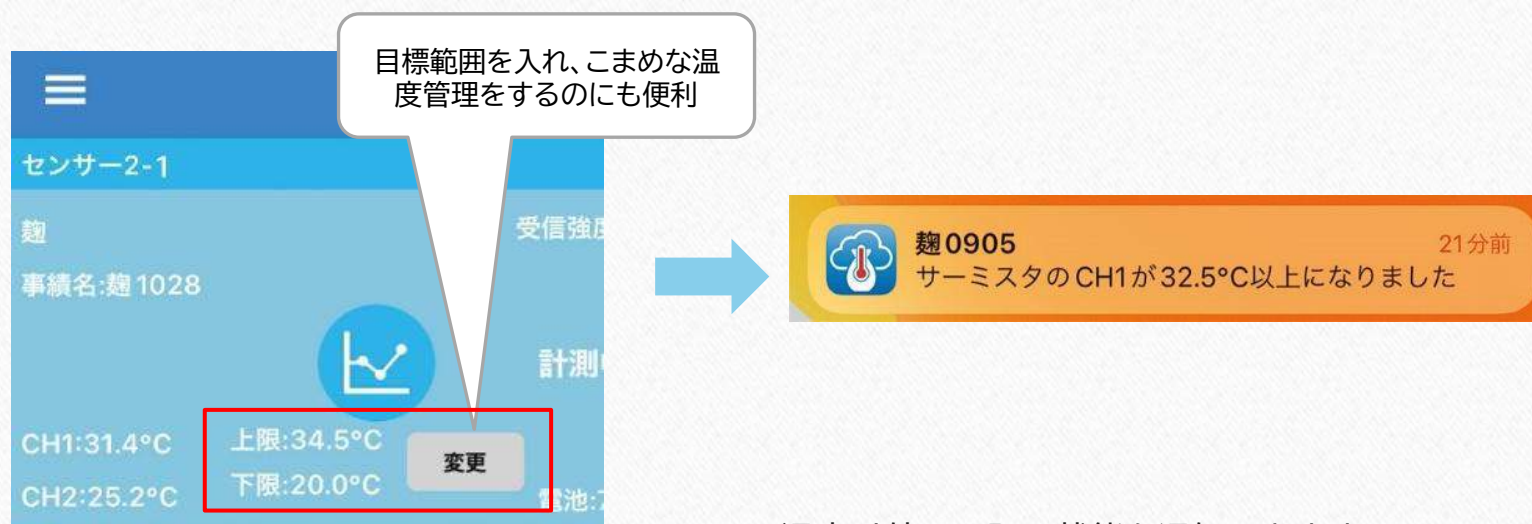 目標範囲を入れ、こまめな温
度管理をするのにも便利
センサー2-1
麹
受信強度
事績名:麹1028
計測
CH1:31.4°C
上限:34.5°C
変更
CH2:25.2°C
下限:20.0°C
電池:
麹0905
21分前
サーミスタのCH1が32.5°C以上になりました